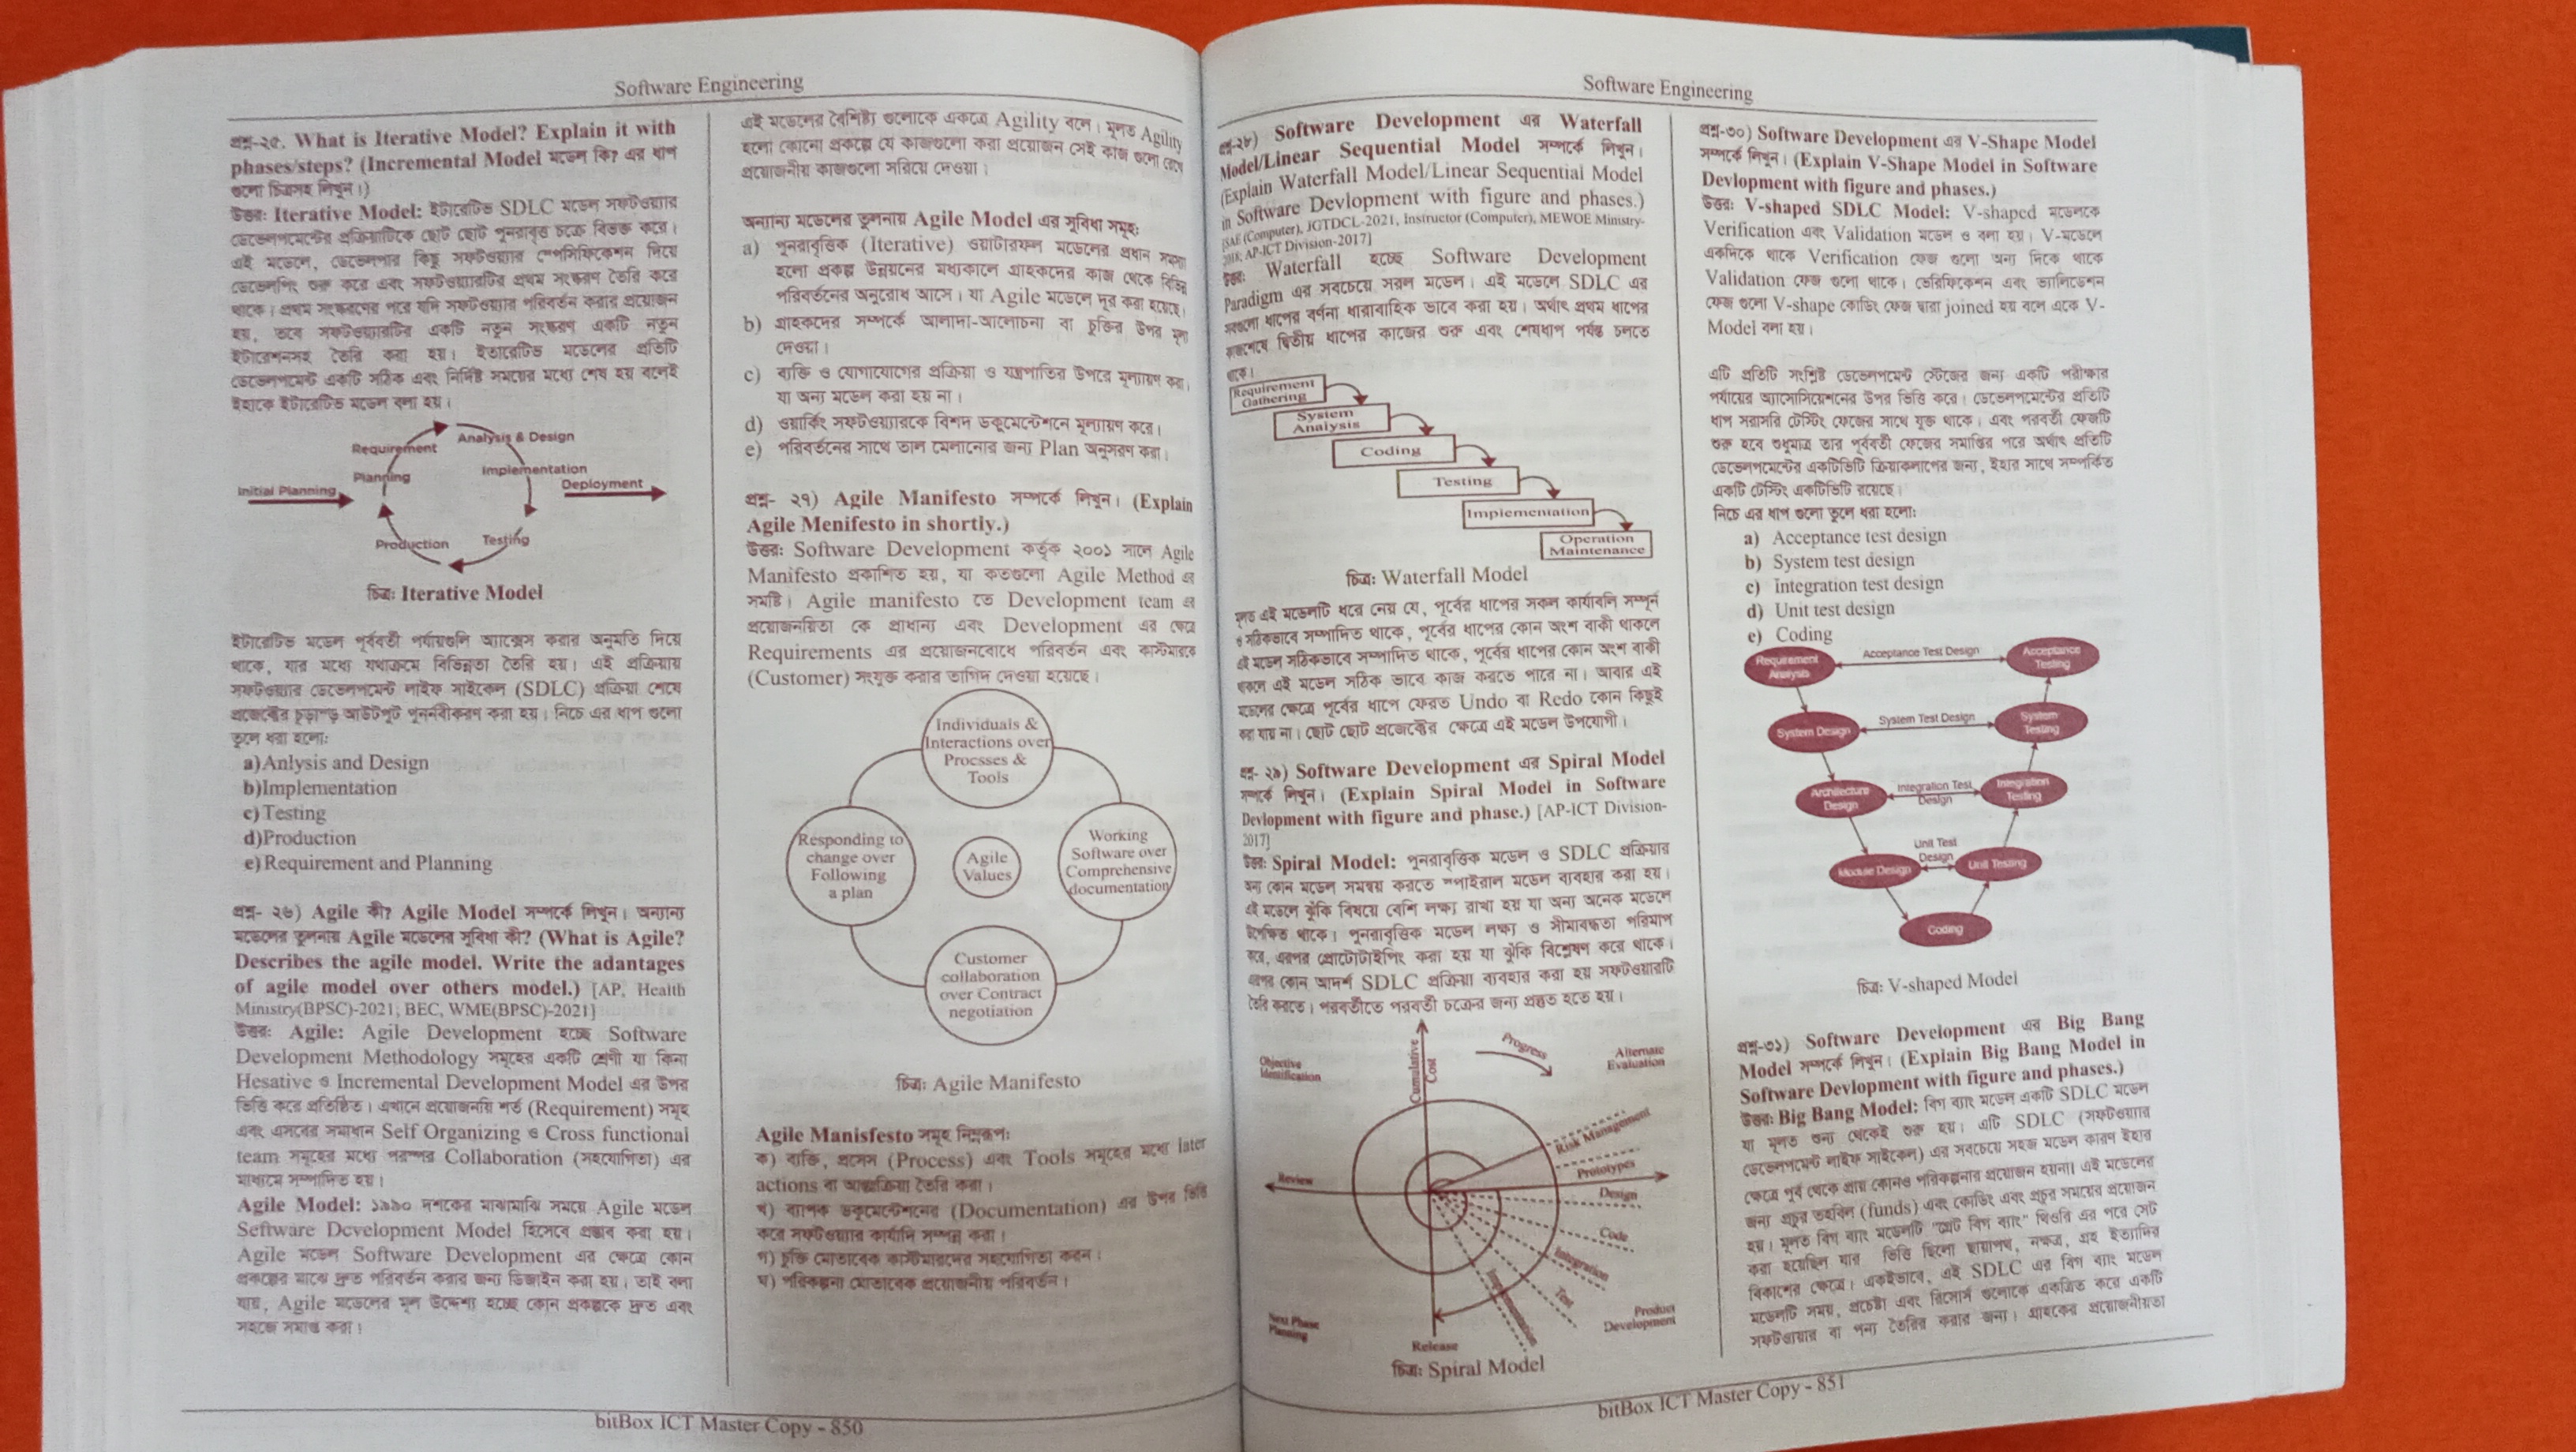 Software Engineering
প্রশ্ন-২৫. What is Iterative Model? Explain it with
phases/steps? (Incremental Model মডেল কি? এর ধাপ
গুলো চিত্রসহ লিখুন।)
উত্তর: Iterative Model: ইটারেটিভ SDLC মডেল সফটওয়্যার
ডেভেলপমেন্টের প্রক্রিয়াটিকে ছোট ছোট পুনরাবৃত্ত চক্রে বিভক্ত করে।
এই মডেলে, ডেভেলপার কিছু সফটওয়্যার স্পেসিফিকেশন দিয়ে
ডেভেলপিং শুরু করে এবং সফটওয়্যারটির প্রথম সংস্করণ তৈরি করে
থাকে। প্রথম সংস্করণের পরে যদি সফটওয়্যার পরিবর্তন করার প্রয়োজন
হয়, তবে সফটওয়্যারটির একটি নতুন সংস্করণ একটি নতুন
ইটারেশনসহ তৈরি করা হয়। ইতারেটিভ মডেলের প্রতিটি
ডেভেলপমেন্ট একটি সঠিক এবং নির্দিষ্ট সময়ের মধ্যে শেষ হয় বলেই
ইহাকে ইটারেটিভ মডেল বলা হয়।
Requirement
Analysis & Design
Planning
Implementation
Initial Planning
Deployment
Production
Testing
চিত্র: Iterative Model
ইটারেটিভ মডেল পূর্ববর্তী পর্যায়গুলি অ্যাক্সেস করার অনুমতি দিয়ে
থাকে, যার মধ্যে যথাক্রমে বিভিন্নতা তৈরি হয়। এই প্রক্রিয়ায়
সফটওয়্যার ডেভেলপমেন্ট লাইফ সাইকেল (SDLC) প্রক্রিয়া শেষে
প্রজেক্টের চূড়ান্ত আউটপুট পুনর্নবীকরণ করা হয়। নিচে এর ধাপ গুলো
তুলে ধরা হলো:
a)Anlysis and Design
b)Implementation
c)Testing
d)Production
e)Requirement and Planning
প্রশ্ন- ২৬) Agile কী? Agile Model সম্পর্কে লিখুন। অন্যান্য
মডেলের তুলনায় Agile মডেলের সুবিধা কী? (What is Agile?
Describes the agile model. Write the adantages
of agile model over others model.) [AP, Health
Ministry(BPSC)-2021; BEC, WME(BPSC)-2021]
উত্তর: Agile: Agile Development হচ্ছে Software
Development Methodology সমূহের একটি শ্রেণী যা কিনা
Hesative ও Incremental Development Model এর উপর
ভিত্তি করে প্রতিষ্ঠিত। এখানে প্রয়োজনীয় শর্ত (Requirement) সমূহ
এবং এসবের সমাধান Self Organizing ও Cross functional
team সমূহের মধ্যে পরস্পর Collaboration (সহযোগিতা) এর
মাধ্যমে সম্পাদিত হয়।
Agile Model: ১৯৯০ দশকের মাঝামাঝি সময়ে Agile মডেল
Seftware Development Model হিসেবে প্রস্তাব করা হয়।
Agile মডেল Software Development এর ক্ষেত্রে কোন
প্রকল্পের মাঝে দ্রুত পরিবর্তন করার জন্য ডিজাইন করা হয়। তাই বলা
যায়, Agile মডেলের মূল উদ্দেশ্য হচ্ছে কোন প্রকল্পকে দ্রুত এবং
সহজে সমাপ্ত করা।
এই মডেলের বৈশিষ্ট্য গুলোকে একত্রে Agility বলে। মূলত Agility
হলো কোনো প্রকল্পে যে কাজগুলো করা প্রয়োজন সেই কাজ গুলো রেখে
প্রয়োজনীয় কাজগুলো সরিয়ে দেওয়া।
অন্যান্য মডেলের তুলনায় Agile Model এর সুবিধা সমূহ:
a) পুনরাবৃত্তিক (Iterative) ওয়াটারফল মডেলের প্রধান সমস্যা
হলো প্রকল্প উন্নয়নের মধ্যকালে গ্রাহকদের কাজ থেকে বিভিন্ন
পরিবর্তনের অনুরোধ আসে। যা Agile মডেলে দূর করা হয়েছে।
b) গ্রাহকদের সম্পর্কে আলাদা-আলোচনা বা চুক্তির উপর মূল্য
দেওয়া।
c) ব্যক্তি ও যোগাযোগের প্রক্রিয়া ও যন্ত্রপাতির উপরে মূল্যায়ণ করা,
যা অন্য মডেল করা হয় না।
d) ওয়ার্কিং সফটওয়্যারকে বিশদ ডকুমেন্টেশনে মূল্যায়ণ করে।
e) পরিবর্তনের সাথে তাল মেলানোর জন্য Plan অনুসরণ করা।
প্রশ্ন- ২৭) Agile Manifesto সম্পর্কে লিখুন। (Explain
Agile Menifesto in shortly.)
উত্তর: Software Development কর্তৃক ২০০১ সালে Agile
Manifesto প্রকাশিত হয়, যা কতগুলো Agile Method এর
সমষ্টি। Agile manifesto তে Development team এর
প্রয়োজনয়িতা কে প্রাধান্য এবং Development এর ক্ষেত্রে
Requirements এর প্রয়োজনবোধে পরিবর্তন এবং কাস্টমারকে
(Customer) সংযুক্ত করার তাগিদ দেওয়া হয়েছে।
Individuals &
Interactions over
Procsses &
Tools
Responding to
change over
Following
a plan
Agile
Values
Working
Software over
Comprehensive
documentation
Customer
collaboration
over Contract
negotiation
চিত্র: Agile Manifesto
Agile Manisfesto সমূহ নিম্নরূপ:
ক) ব্যক্তি, প্রসেস (Process) এবং Tools সমূহের মধ্যে later
actions বা আন্তঃক্রিয়া তৈরি করা।
খ) ব্যাপক ডকুমেন্টেশনের (Documentation) এর উপর ভিত্তি
করে সফটওয়্যার কার্যাদি সম্পন্ন করা।
গ) চুক্তি মোতাবেক কাস্টমারদের সহযোগিতা করন।
ঘ) পরিকল্পনা মোতাবেক প্রয়োজনীয় পরিবর্তন।
bitBox ICT Master Copy - 850
Software Engineering
প্রশ্ন-২৮) Software Development এর Waterfall
Model/Linear Sequential Model সম্পর্কে লিখুন।
(Explain Waterfall Model/Linear Sequential Model
in Software Devlopment with figure and phases.)
[SAE (Computer), JGTDCL-2021, Instructor (Computer), MEWOE Ministry-
2018; AP-ICT Division-2017]
উত্তর: Waterfall হচ্ছে Software Development
Paradigm এর সবচেয়ে সরল মডেল। এই মডেলে SDLC এর
সবগুলো ধাপের বর্ণনা ধারাবাহিক ভাবে করা হয়। অর্থাৎ প্রথম ধাপের
কাজশেষে দ্বিতীয় ধাপের কাজের শুরু এবং শেষধাপ পর্যন্ত চলতে
থাকে।
Requirement
Gathering
System
Analysis
Coding
Testing
Implementation
Operation
Maintenance
চিত্র: Waterfall Model
মূলত এই মডেলটি ধরে নেয় যে, পূর্বের ধাপের সকল কার্যাবলি সম্পূর্ন
ও সঠিকভাবে সম্পাদিত থাকে, পূর্বের ধাপের কোন অংশ বাকী থাকলে
এই মডেল সঠিকভাবে সম্পাদিত থাকে, পূর্বের ধাপের কোন অংশ বাকী
থাকলে এই মডেল সঠিক ভাবে কাজ করতে পারে না। আবার এই
মডেলের ক্ষেত্রে পূর্বের ধাপে ফেরত Undo বা Redo কোন কিছুই
করা যায় না। ছোট ছোট প্রজেক্টের ক্ষেত্রে এই মডেল উপযোগী।
প্রশ্ন- ২৯) Software Development এর Spiral Model
সম্পর্কে লিখুন। (Explain Spiral Model in Software
Devlopment with figure and phase.) [AP-ICT Division-
2017]
উত্তর: Spiral Model: পুনরাবৃত্তিক মডেল ও SDLC প্রক্রিয়ার
অন্য কোন মডেল সমন্বয় করতে স্পাইরাল মডেল ব্যবহার করা হয়।
এই মডেলে ঝুঁকি বিষয়ে বেশি লক্ষ্য রাখা হয় যা অন্য অনেক মডেলে
উপেক্ষিত থাকে। পুনরাবৃত্তিক মডেল লক্ষ্য ও সীমাবদ্ধতা পরিমাপ
করে, এরপর প্রোটোটাইপিং করা হয় যা ঝুঁকি বিশ্লেষণ করে থাকে।
এরপর কোন আদর্শ SDLC প্রক্রিয়া ব্যবহার করা হয় সফটওয়ারটি
তৈরি করতে। পরবর্তীতে পরবর্তী চক্রের জন্য প্রস্তুত হতে হয়।
Objective
Identification
Cumulative
Cost
Progress
Alternate
Evaluation
Risk Management
Prototypes
Review
Design
Code
Integration
Test
Implementation
Next Phase
Planning
Product
Development
Release
চিত্র: Spiral Model
প্রশ্ন-৩০) Software Development এর V-Shape Model
সম্পর্কে লিখুন। (Explain V-Shape Model in Software
Devlopment with figure and phases.)
উত্তর: V-shaped SDLC Model: V-shaped মডেলকে
Verification এবং Validation মডেল ও বলা হয়। V-মডেলে
একদিকে থাকে Verification ফেজ গুলো অন্য দিকে থাকে
Validation ফেজ গুলো থাকে। ভেরিফিকেশন এবং ভ্যালিডেশন
ফেজ গুলো V-shape কোডিং ফেজ দ্বারা joined হয় বলে একে V-
Model বলা হয়।
এটি প্রতিটি সংশ্লিষ্ট ডেভেলপমেন্ট স্টেজের জন্য একটি পরীক্ষার
পর্যায়ের অ্যাসোসিয়েশনের উপর ভিত্তি করে। ডেভেলপমেন্টের প্রতিটি
ধাপ সরাসরি টেস্টিং ফেজের সাথে যুক্ত থাকে। এবং পরবর্তী ফেজটি
শুরু হবে শুধুমাত্র তার পূর্ববর্তী ফেজের সমাপ্তির পরে অর্থাৎ প্রতিটি
ডেভেলপমেন্টের একটিভিটি ক্রিয়াকলাপের জন্য, ইহার সাথে সম্পর্কিত
একটি টেস্টিং একটিভিটি রয়েছে।
নিচে এর ধাপ গুলো তুলে ধরা হলো:
a) Acceptance test design
b) System test design
c) Integration test design
d) Unit test design
e) Coding
Requirement
Analysis
Acceptance Test Design
Acceptance
Testing
System Design
System Test Design
System
Testing
Architecture
Design
Integration Test
Design
Integration
Testing
Module Design
Unit Test
Design
Unit Testing
Coding
চিত্র: V-shaped Model
প্রশ্ন-৩১) Software Development এর Big Bang
Model সম্পর্কে লিখুন। (Explain Big Bang Model in
Software Devlopment with figure and phases.)
উত্তর: Big Bang Model: বিগ ব্যাং মডেল একটি SDLC মডেল
যা মূলত শুন্য থেকেই শুরু হয়। এটি SDLC (সফটওয়্যার
ডেভেলপমেন্ট লাইফ সাইকেল) এর সবচেয়ে সহজ মডেল কারণ ইহার
ক্ষেত্রে পূর্ব থেকে প্রায় কোনও পরিকল্পনার প্রয়োজন হয়না। এই মডেলের
জন্য প্রচুর তহবিল (funds) এবং কোডিং এবং প্রচুর সময়ের প্রয়োজন
হয়। মূলত বিগ ব্যাং মডেলটি "গ্রেট বিগ ব্যাং" থিওরি এর পরে সেট
করা হয়েছিল যার ভিত্তি ছিলো ছায়াপথ, নক্ষত্র, গ্রহ ইত্যাদির
বিকাশের ক্ষেত্রে। একইভাবে, এই SDLC এর বিগ ব্যাং মডেল
মডেলটি সময়, প্রচেষ্টা এবং রিসোর্স গুলোকে একত্রিত করে একটি
সফটওয়্যার বা পন্য তৈরির করার জন্য। গ্রাহকের প্রয়োজনীয়তা
bitBox ICT Master Copy - 851